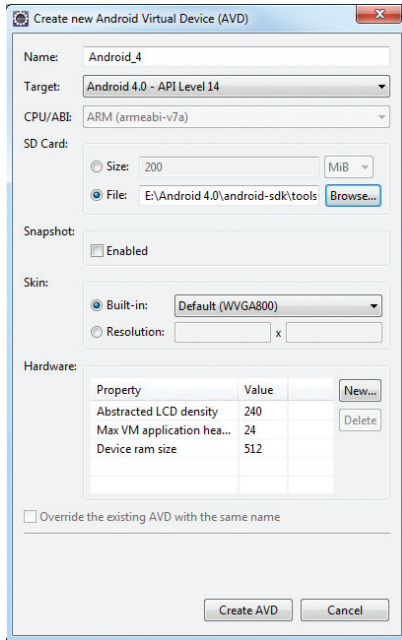 Create new Android Virtual Device (AVD)
Name: Android_4
Target: Android 4.0 - API Level 14
CPU/ABI: ARM (armeabi-v7a)
SD Card:
Size: 200 MiB
File: E:\Android 4.0\android-sdk\tools Browse...
Snapshot:
Enabled
Skin:
Built-in: Default (WVGA800)
Resolution: x
Hardware:
Property Value New...
Abstracted LCD density 240 Delete
Max VM application hea... 24
Device ram size 512
Override the existing AVD with the same name
Create AVD Cancel